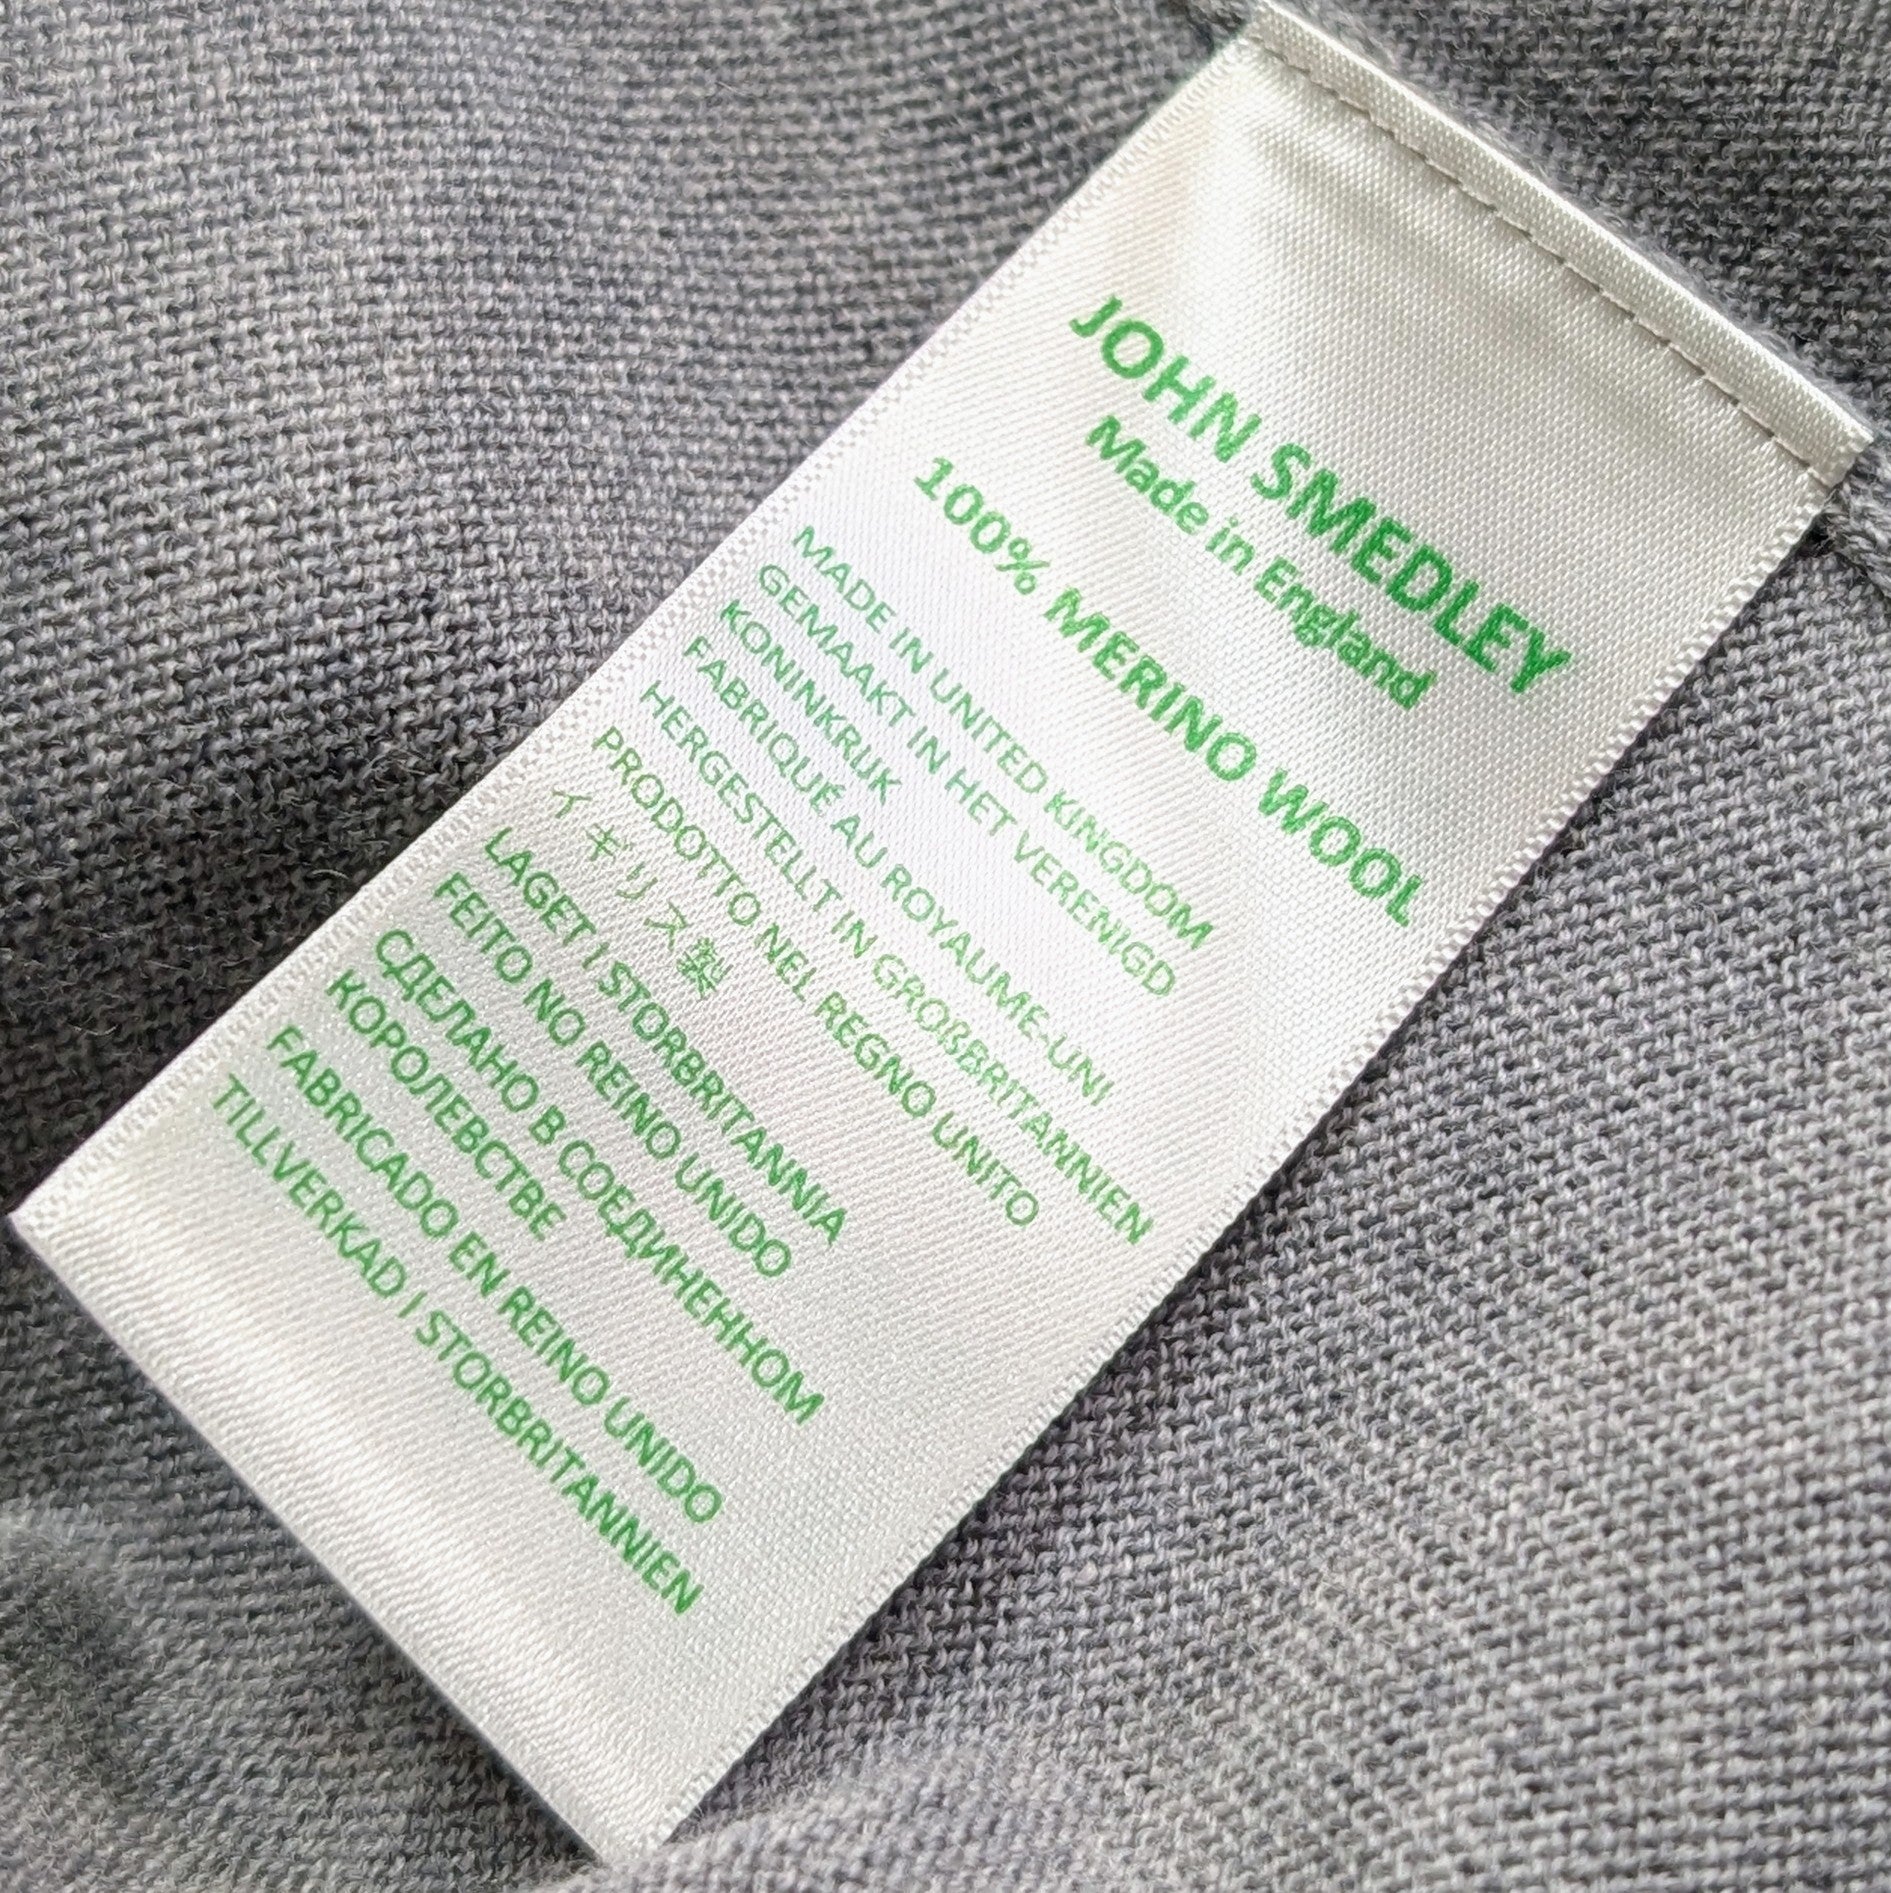 JOHN SMEDLEY
Made in England
100% MERINO WOOL
MADE IN UNITED KINGDOM
GEMAAKT IN HET VERENIGD
KONINKRIJK
FABRIQUÉ AU ROYAUME-UNI
HERGESTELLT IN GROßBRITANNIEN
PRODOTTO NEL REGNO UNITO
イギリス製
LAGET I STORBRITANNIA
FEITO NO REINO UNIDO
СДЕЛАНО В СОЕДИНЕННОМ
КОРОЛЕВСТВЕ
FABRICADO EN REINO UNIDO
TILLVERKAD I STORBRITANNIEN